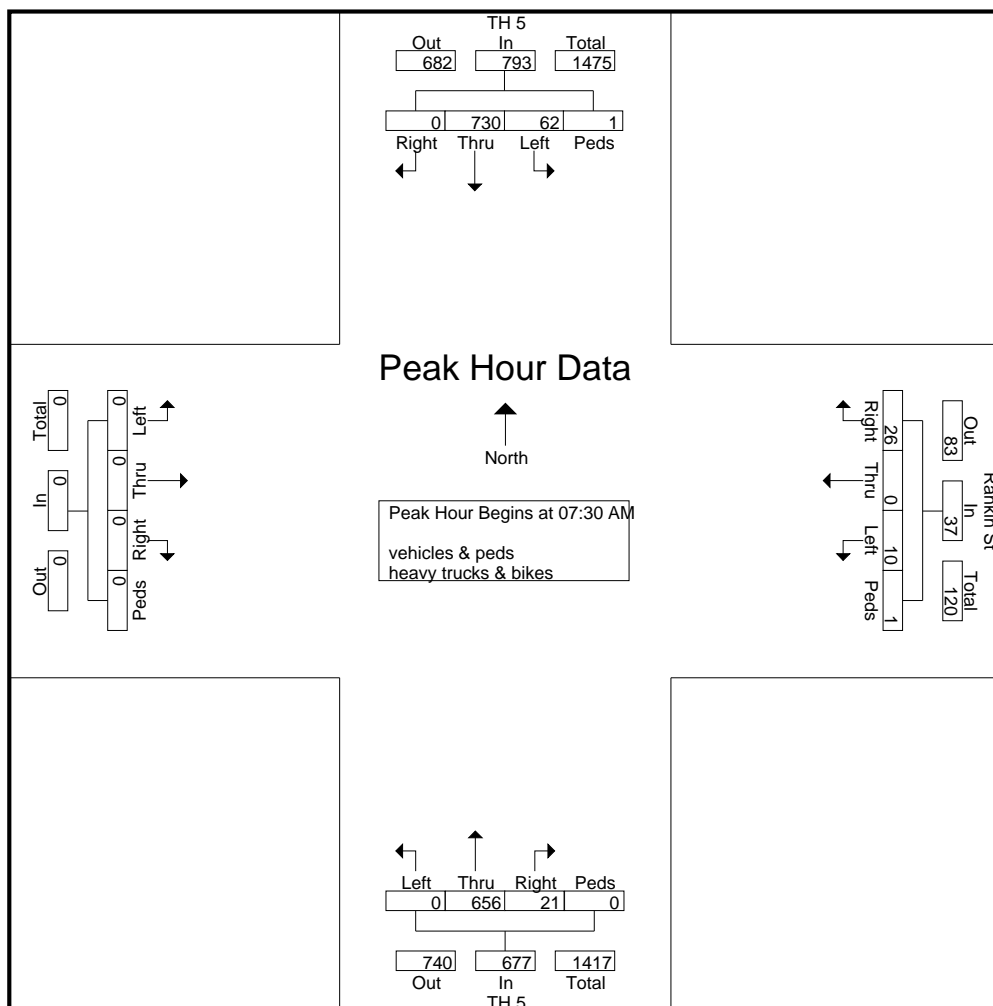 TH 5
Out In Total
682 793 1475
0 730 62 1
Right Thru Left Peds
Peak Hour Data
North
Peak Hour Begins at 07:30 AM
vehicles & peds
heavy trucks & bikes
Total In Out
0 0 0
0 0 0 0
Left Thru Right Peds
Right Thru Left Peds
26 0 10 1
83 37 120
Out In Total
Rankin St
Left Thru Right Peds
0 656 21 0
740 677 1417
Out In Total
TH 5